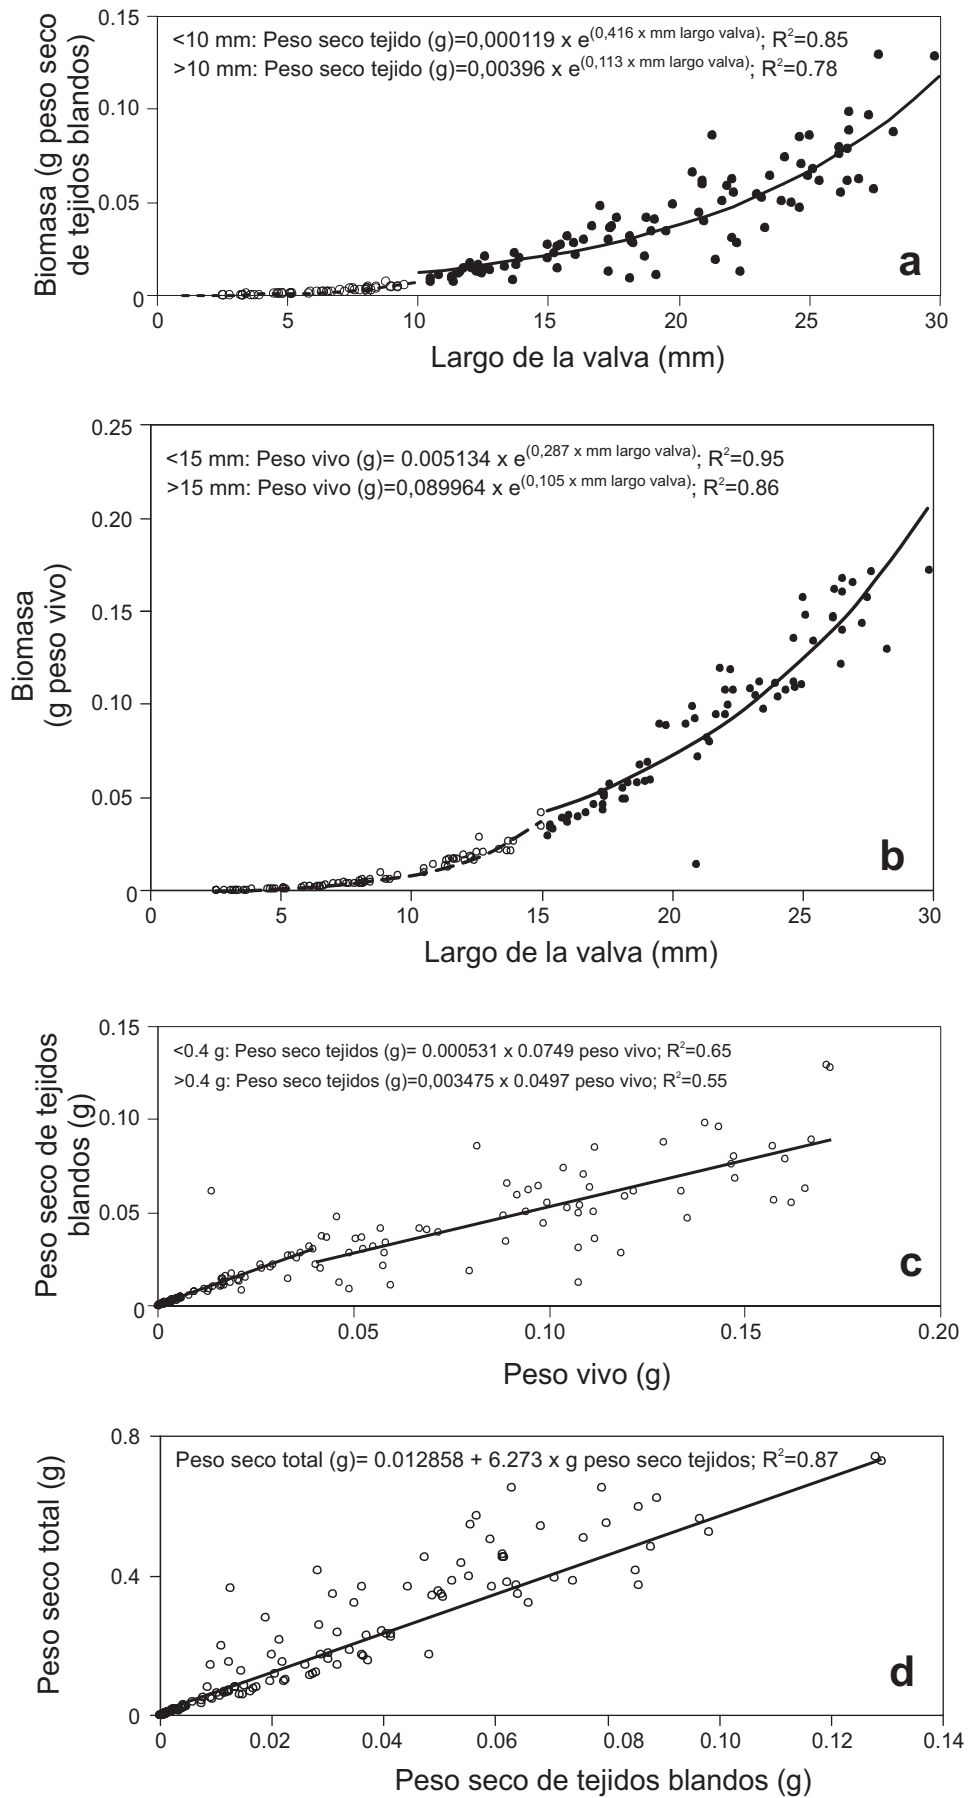 0.15
<10 mm: Peso seco tejido (g)=0,000119 x e(0,416 x mm largo valva); R2=0.85
>10 mm: Peso seco tejido (g)=0,00396 x e(0,113 x mm largo valva); R2=0.78
0.10
0.05
0
Biomasa (g peso seco
de tejidos blandos)
a
0 5 10 15 20 25 30
Largo de la valva (mm)
0.25
<15 mm: Peso vivo (g)= 0.005134 x e(0,287 x mm largo valva); R2=0.95
>15 mm: Peso vivo (g)=0,089964 x e(0,105 x mm largo valva); R2=0.86
0.20
0.15
0.10
0.05
0
Biomasa
(g peso vivo)
b
0 5 10 15 20 25 30
Largo de la valva (mm)
0.15
<0.4 g: Peso seco tejidos (g)= 0.000531 x 0.0749 peso vivo; R2=0.65
>0.4 g: Peso seco tejidos (g)=0,003475 x 0.0497 peso vivo; R2=0.55
0.10
0.05
0
Peso seco de tejidos
blandos (g)
c
0 0.05 0.10 0.15 0.20
Peso vivo (g)
0.8
Peso seco total (g)= 0.012858 + 6.273 x g peso seco tejidos; R2=0.87
0.4
0
Peso seco total (g)
d
0 0.02 0.04 0.06 0.08 0.10 0.12 0.14
Peso seco de tejidos blandos (g)